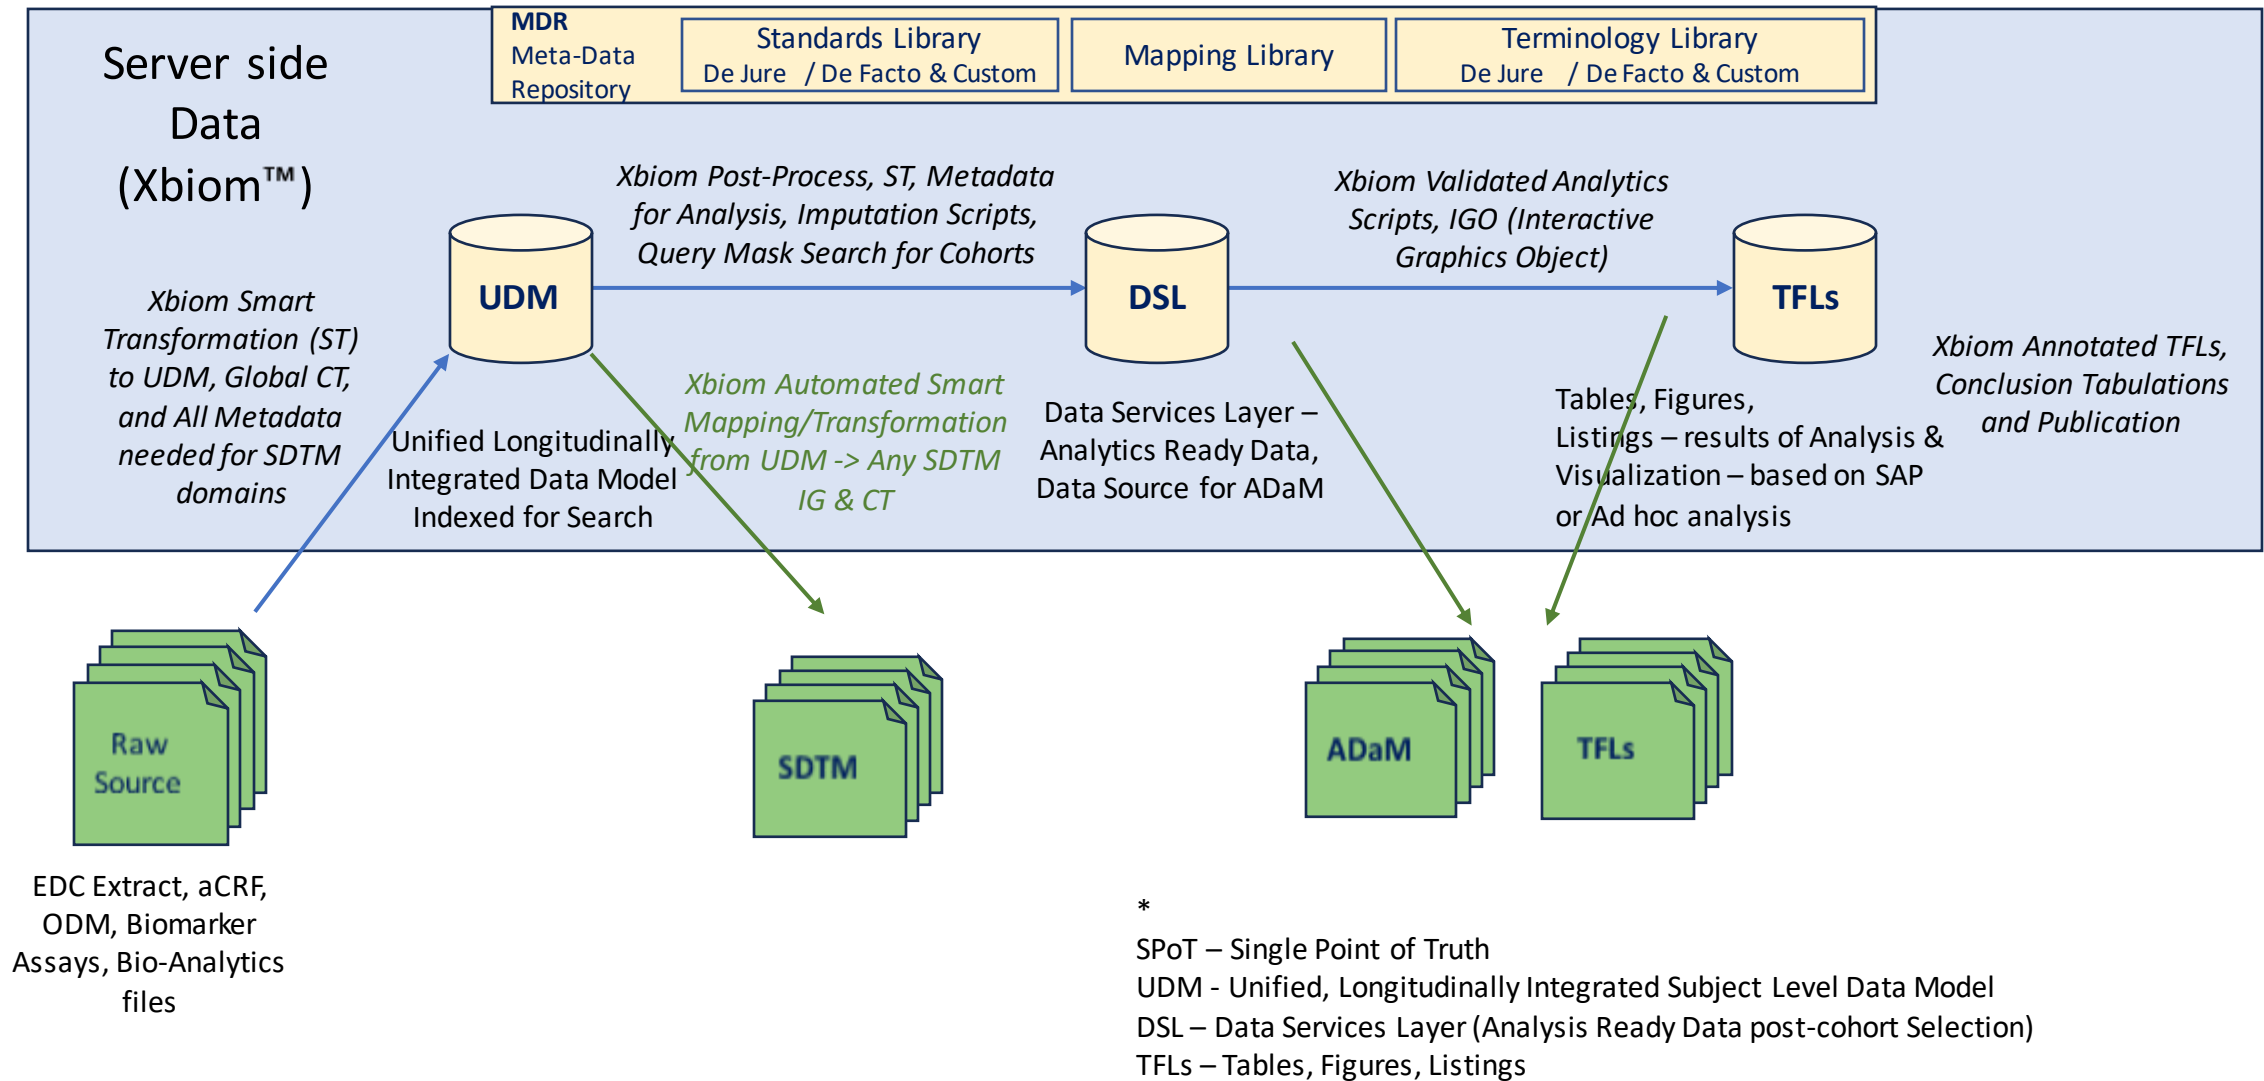 MDR
Meta-Data
Repository
Standards Library
De Jure / De Facto & Custom
Mapping Library
Terminology Library
De Jure / De Facto & Custom
Server side
Data
(Xbiom™)
Xbiom Post-Process, ST, Metadata
for Analysis, Imputation Scripts,
Query Mask Search for Cohorts
Xbiom Validated Analytics
Scripts, IGO (Interactive
Graphics Object)
UDM
DSL
TFLs
Xbiom Smart
Transformation (ST)
to UDM, Global CT,
and All Metadata
needed for SDTM
domains
Unified Longitudinally
Integrated Data Model
Indexed for Search
Xbiom Automated Smart
Mapping/Transformation
from UDM -> Any SDTM
IG & CT
Data Services Layer –
Analytics Ready Data,
Data Source for ADaM
Tables, Figures,
Listings – results of Analysis &
Visualization – based on SAP
or Ad hoc analysis
Xbiom Annotated TFLs,
Conclusion Tabulations
and Publication
Raw
Source
SDTM
ADaM
TFLs
EDC Extract, aCRF,
ODM, Biomarker
Assays, Bio-Analytics
files
*
SPoT – Single Point of Truth
UDM - Unified, Longitudinally Integrated Subject Level Data Model
DSL – Data Services Layer (Analysis Ready Data post-cohort Selection)
TFLs – Tables, Figures, Listings